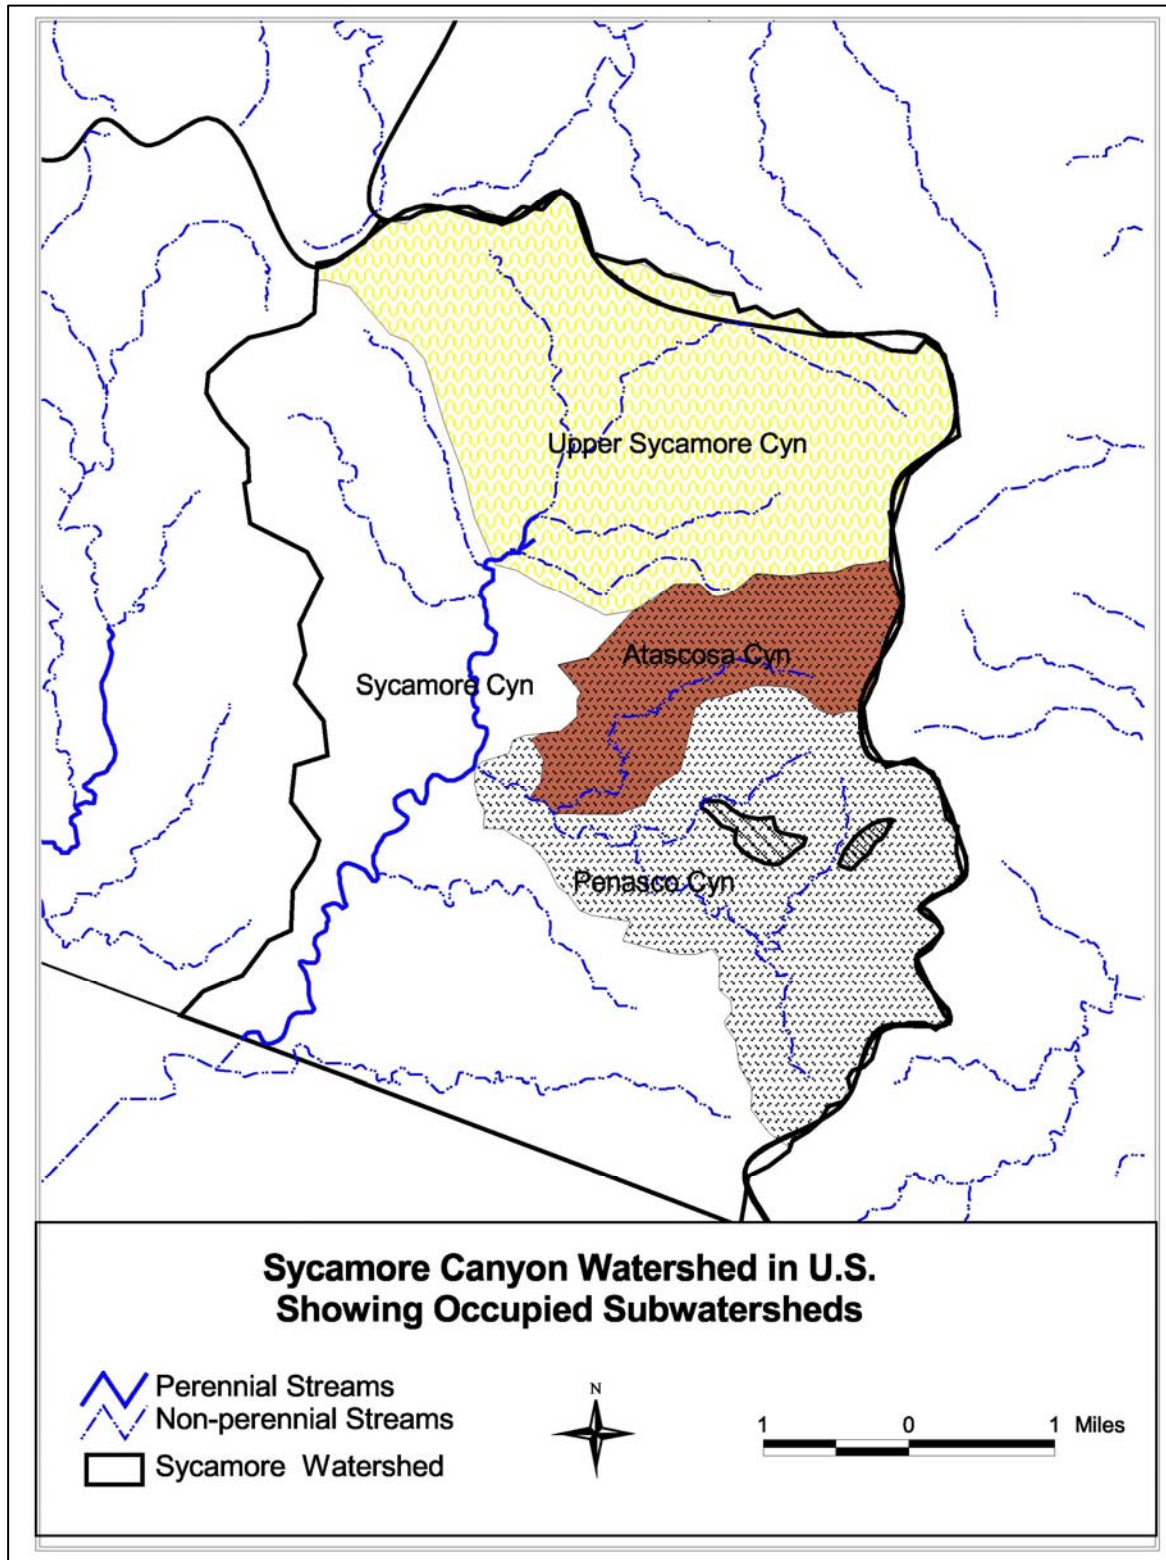 Upper Sycamore Cyn
Atascosa Cyn
Sycamore Cyn
Penasco Cyn
Sycamore Canyon Watershed in U.S.
Showing Occupied Subwatersheds
Perennial Streams
Non-perennial Streams
Sycamore Watershed
N
1 0 1 Miles